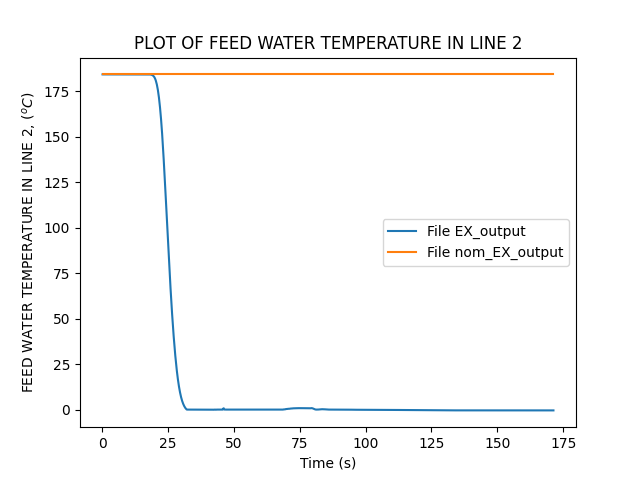 PLOT OF FEED WATER TEMPERATURE IN LINE 2
FEED WATER TEMPERATURE IN LINE 2, (°C)
175
150
125
100
75
50
25
0
File EX_output
File nom_EX_output
0 25 50 75 100 125 150 175
Time (s)